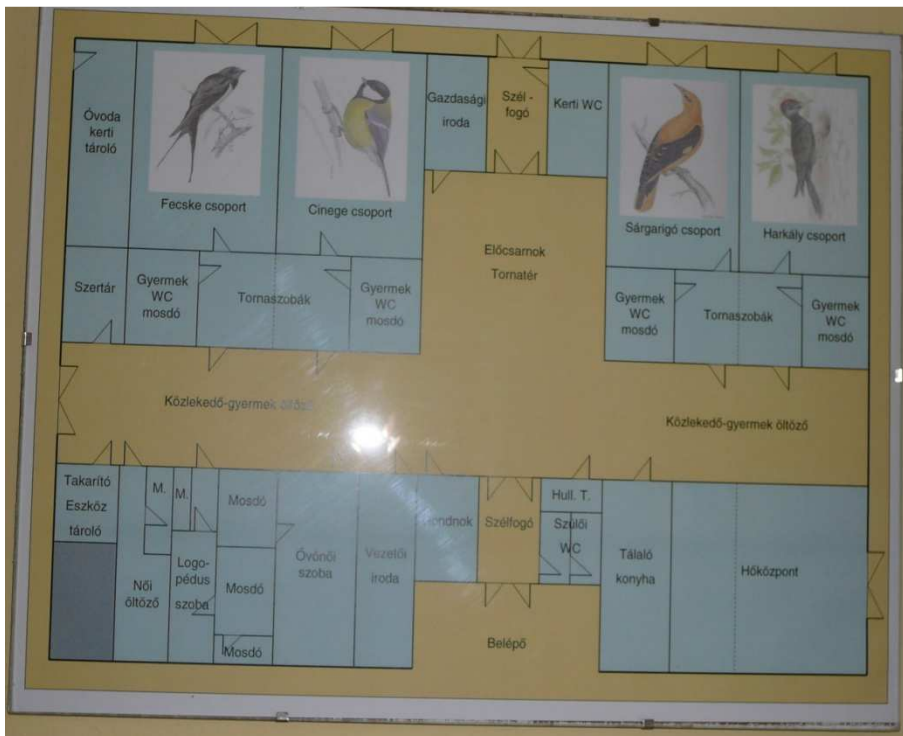 Óvoda
kerti
tároló
Fecske csoport
Cinege csoport
Gazdasági
iroda
Szél -
fogó
Kerti WC
Sárgarigó csoport
Harkály csoport
Előcsarnok
Tornatér
Szertár
Gyermek
WC
mosdó
Tornaszobák
Gyermek
WC
mosdó
Gyermek
WC
mosdó
Tornaszobák
Gyermek
WC
mosdó
Közlekedő-gyermek öltöző
Közlekedő-gyermek öltöző
Takarító
Eszköz
tároló
Női
öltöző
M.
M.
Logo-
pédus
szoba
Mosdó
Mosdó
Mosdó
Óvónői
szoba
Vezetői
iroda
Szélfogó
Hull. T.
Szülői
WC
Tálaló
konyha
Hőközpont
Belépő